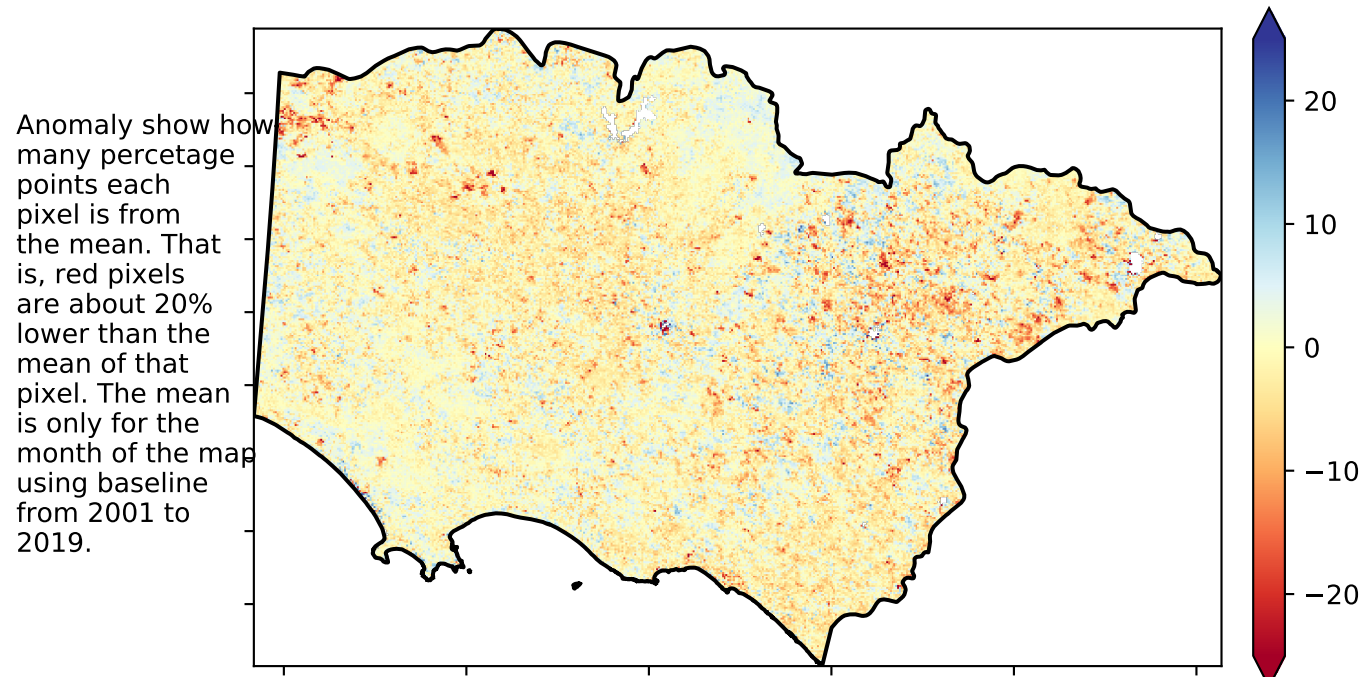 Anomaly show how
many percetage
points each
pixel is from
the mean. That
is, red pixels
are about 20%
lower than the
mean of that
pixel. The mean
is only for the
month of the map
using baseline
from 2001 to
2019.
20
10
0
−10
−20